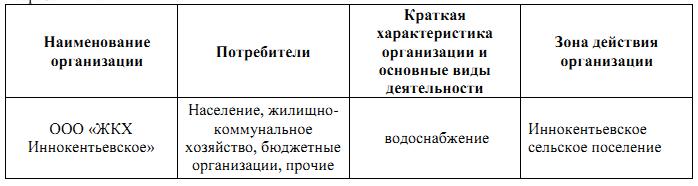 Наименование
организации
Потребители
Краткая
характеристика
организации и
основные виды
деятельности
Зона действия
организации
ООО «ЖКХ
Иннокентьевское»
Население, жилищно-
коммунальное
хозяйство, бюджетные
организации, прочие
водоснабжение
Иннокентьевское
сельское поселение